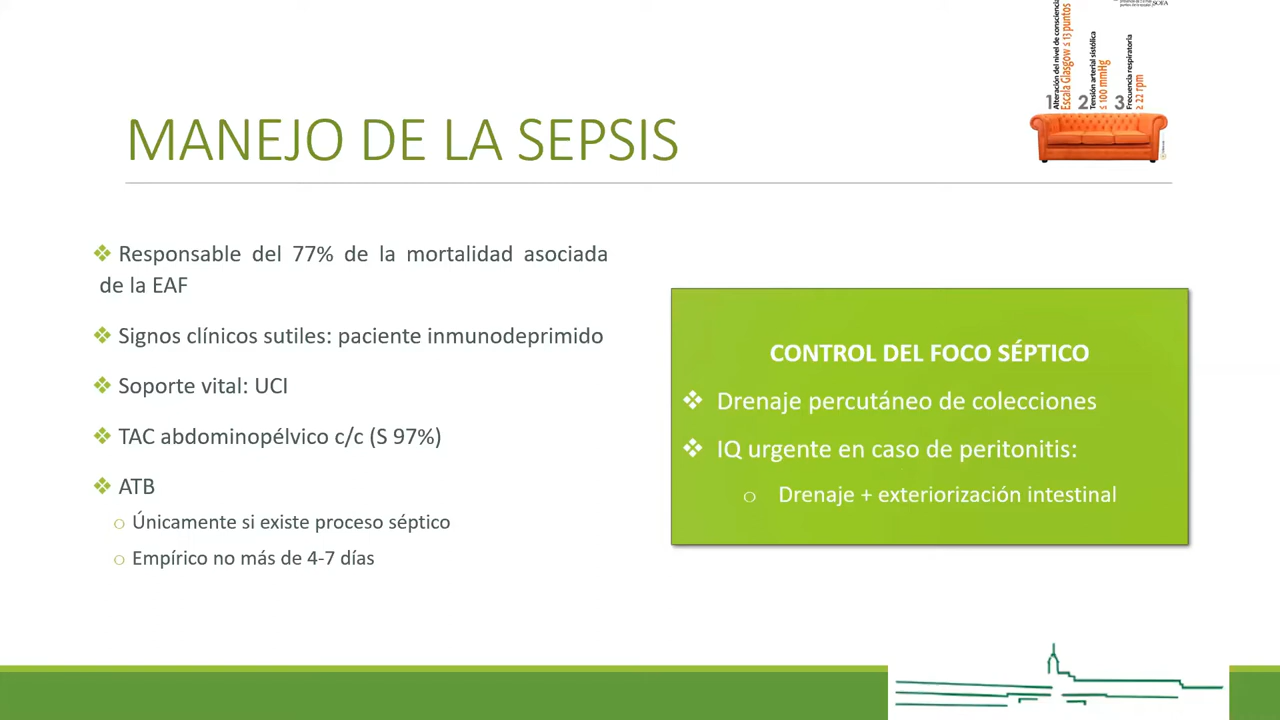 SOFA
1 Alteración del nivel de consciencia
Escala Glasgow ≤ 13 puntos
2 Tensión arterial sistólica
≤ 100 mmHg
3 Frecuencia respiratoria
≥ 22 rpm
MANEJO DE LA SEPSIS
❖ Responsable del 77% de la mortalidad asociada
de la EAF
❖ Signos clínicos sutiles: paciente inmunodeprimido
❖ Soporte vital: UCI
❖ TAC abdominopélvico c/c (S 97%)
❖ ATB
o Únicamente si existe proceso séptico
o Empírico no más de 4-7 días
CONTROL DEL FOCO SÉPTICO
❖ Drenaje percutáneo de colecciones
❖ IQ urgente en caso de peritonitis:
o Drenaje + exteriorización intestinal